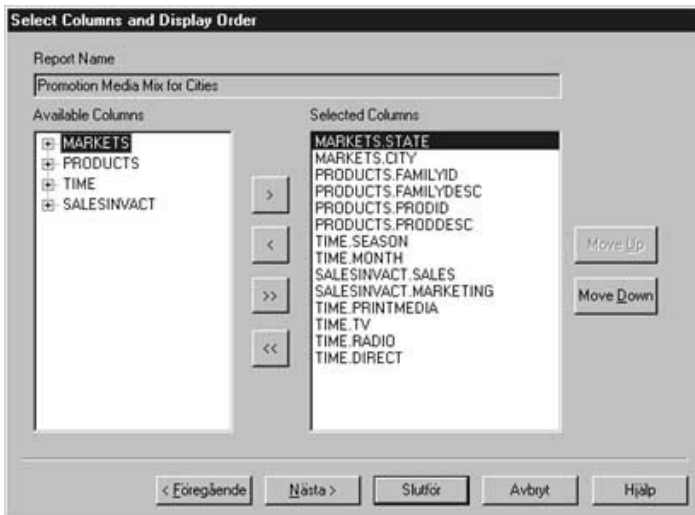 Select Columns and Display Order
Report Name
Promotion Media Mix for Cities
Available Columns
MARKETS
PRODUCTS
TIME
SALESINVACT
>
<
>>
<<
Selected Columns
MARKETS.STATE
MARKETS.CITY
PRODUCTS.FAMILYID
PRODUCTS.FAMILYDESC
PRODUCTS.PRODID
PRODUCTS.PRODDESC
TIME.SEASON
TIME.MONTH
SALESINVACT.SALES
SALESINVACT.MARKETING
TIME.PRINTMEDIA
TIME.TV
TIME.RADIO
TIME.DIRECT
Move Up
Move Down
< Föregående
Nästa >
Slutför
Avbryt
Hjälp